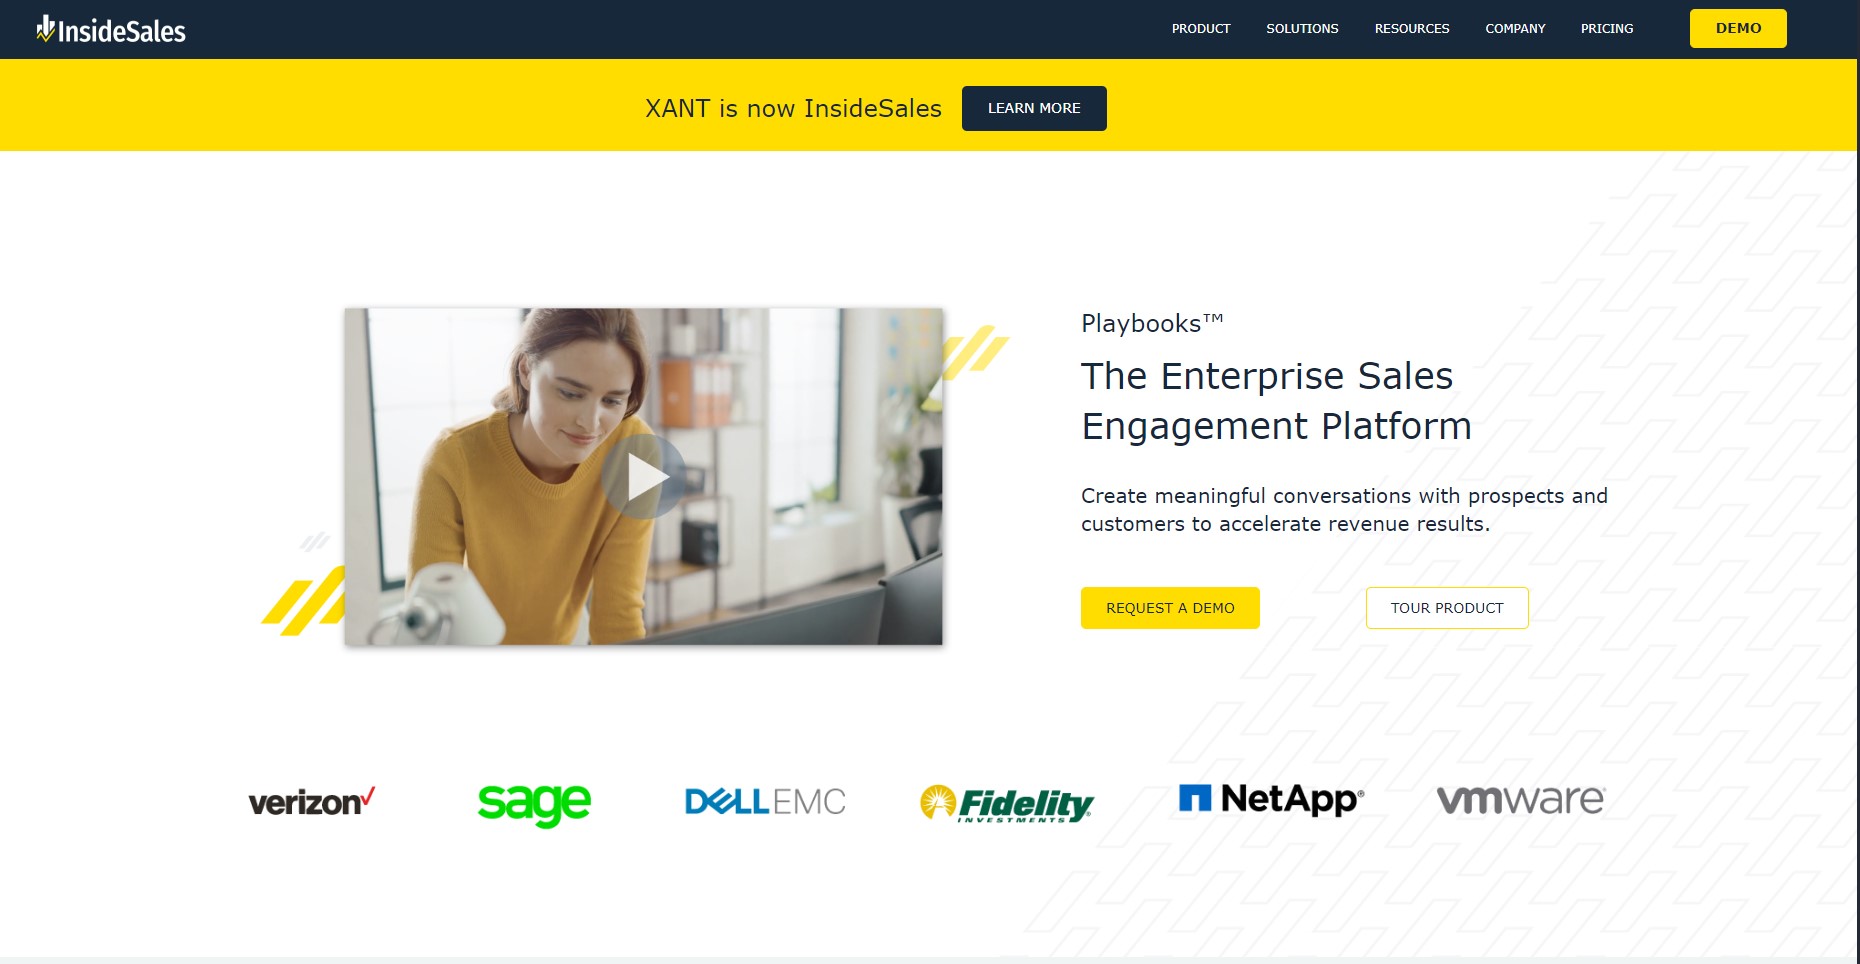 InsideSales
PRODUCT SOLUTIONS RESOURCES COMPANY PRICING DEMO
XANT is now InsideSales LEARN MORE
Playbooks™
The Enterprise Sales
Engagement Platform
Create meaningful conversations with prospects and
customers to accelerate revenue results.
REQUEST A DEMO TOUR PRODUCT
verizon✓ sage DELL EMC Fidelity NetApp® vmware®
INVESTMENTS®